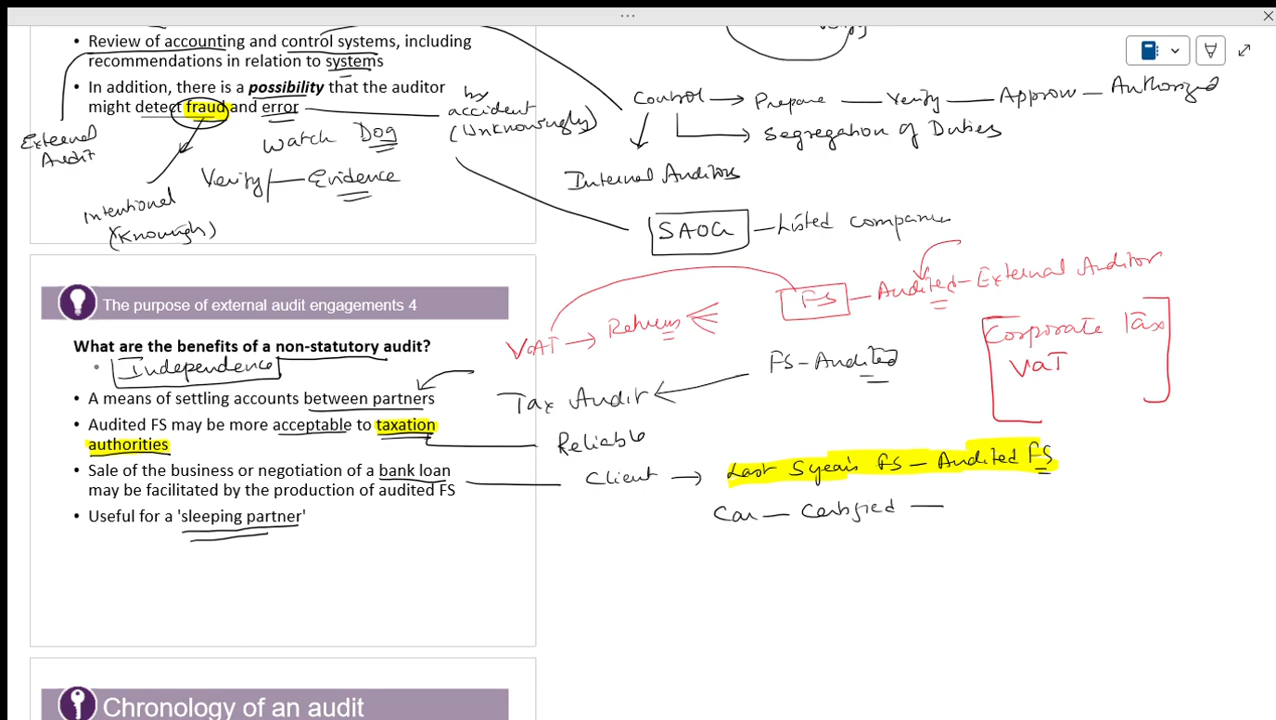 • Review of accounting and control systems, including
recommendations in relation to systems
• In addition, there is a possibility that the auditor
might detect fraud and error
External
Audit
Watch Dog
Verify — Evidence
Intentional
(Knowingly)
by
accident
(Unknowingly)
Control → Prepare — Verify — Approve — Authorized
→ Segregation of Duties
Internal Auditors
SAOG — Listed companies
The purpose of external audit engagements 4
FS — Audited — External Auditor
VAT → Returns
Corporate Tax
VAT
What are the benefits of a non-statutory audit?
• Independence
FS - Audited
• A means of settling accounts between partners
Tax Audit
• Audited FS may be more acceptable to taxation
authorities
Reliable
• Sale of the business or negotiation of a bank loan
may be facilitated by the production of audited FS
Client → Last 5 years FS — Audited FS
Car — Certified —
• Useful for a 'sleeping partner'
Chronology of an audit